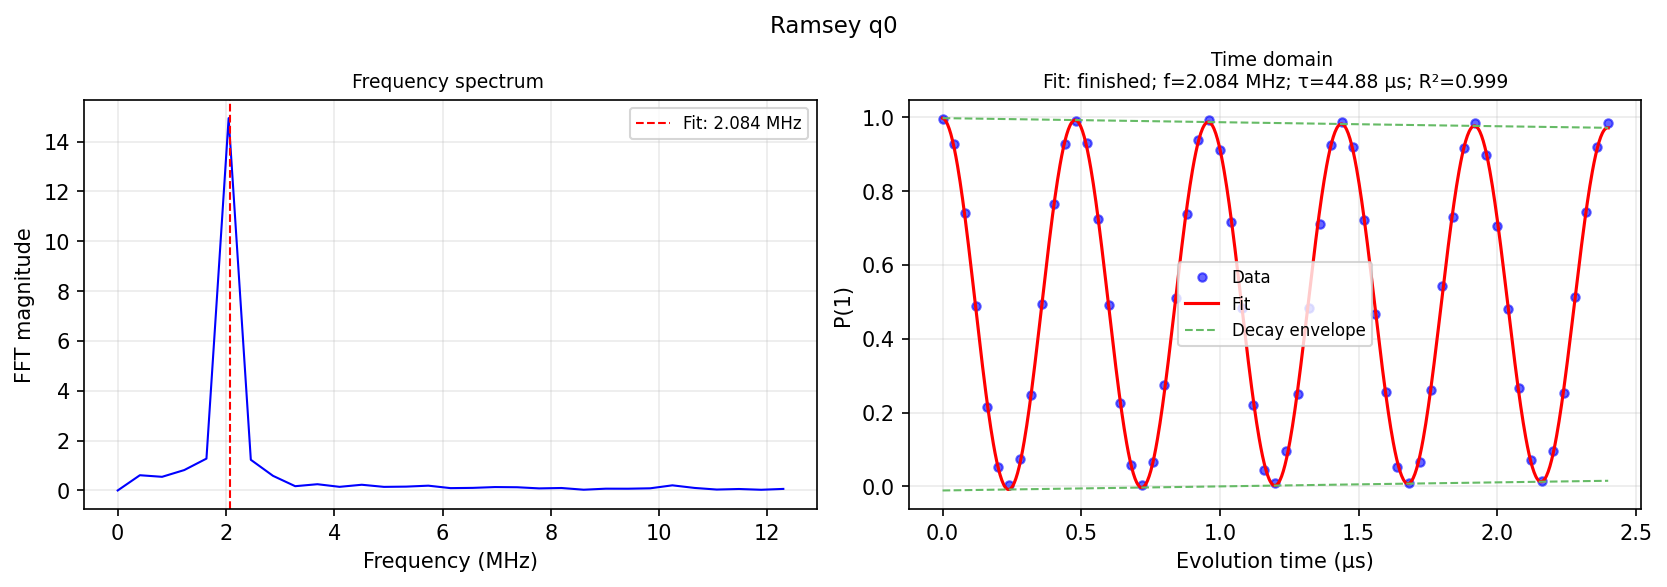 Ramsey q0
Frequency spectrum
Fit: 2.084 MHz
FFT magnitude
14
12
10
8
6
4
2
0
0 2 4 6 8 10 12
Frequency (MHz)
Time domain
Fit: finished; f=2.084 MHz; τ=44.88 µs; R²=0.999
P(1)
1.0
0.8
0.6
0.4
0.2
0.0
Data
Fit
Decay envelope
0.0 0.5 1.0 1.5 2.0 2.5
Evolution time (µs)